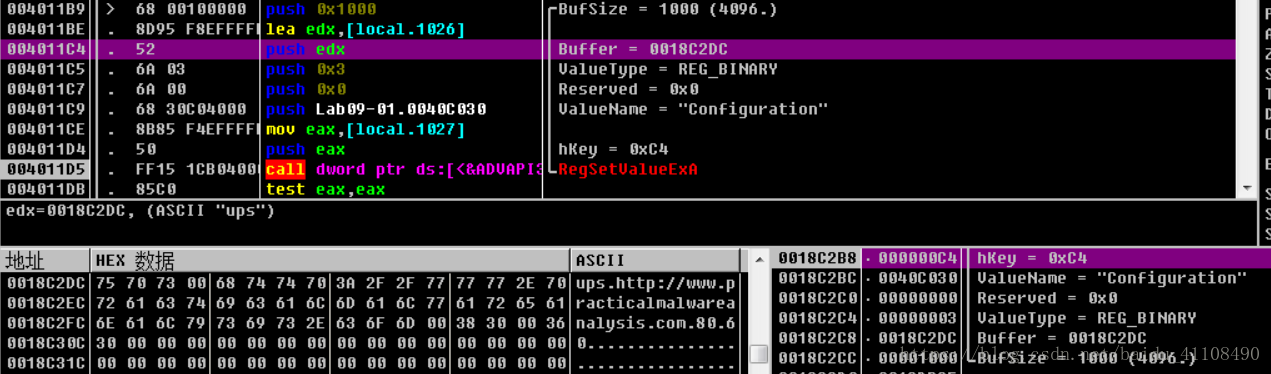 004011B9 > 68 00100000 push 0x1000 BufSize = 1000 (4096.)
004011BE . 8D95 F8EFFFFF lea edx,[local.1026]
004011C4 . 52 push edx Buffer = 0018C2DC
004011C5 . 6A 03 push 0x3 ValueType = REG_BINARY
004011C7 . 6A 00 push 0x0 Reserved = 0x0
004011C9 . 68 30C04000 push Lab09-01.0040C030 ValueName = "Configuration"
004011CE . 8B85 F4EFFFFF mov eax,[local.1027]
004011D4 . 50 push eax hKey = 0xC4
004011D5 . FF15 1CB0400 call dword ptr ds:[<&ADVAPI3 RegSetValueExA
004011DB . 85C0 test eax,eax
edx=0018C2DC, (ASCII "ups")
地址 HEX 数据 ASCII
0018C2DC 75 70 73 00 68 74 74 70 3A 2F 2F 77 77 77 2E 70 ups.http://www.p
0018C2EC 72 61 63 74 69 63 61 6C 6D 61 6C 77 61 72 65 61 racticalmalwarea
0018C2FC 6E 61 6C 79 73 69 73 2E 63 6F 6D 00 38 30 00 36 nalysis.com.80.6
0018C30C 30 00 00 00 00 00 00 00 00 00 00 00 00 00 00 00 0...............
0018C31C 00 00 00 00 00 00 00 00 00 00 00 00 00 00 00 00 ................
0018C2B8 . 000000C4 hKey = 0xC4
0018C2BC . 0040C030 ValueName = "Configuration"
0018C2C0 . 00000000 Reserved = 0x0
0018C2C4 . 00000003 ValueType = REG_BINARY
0018C2C8 . 0018C2DC Buffer = 0018C2DC
0018C2CC . 00001000 BufSize = 1000 (4096.)
https://blog.csdn.net/baidu_41108490